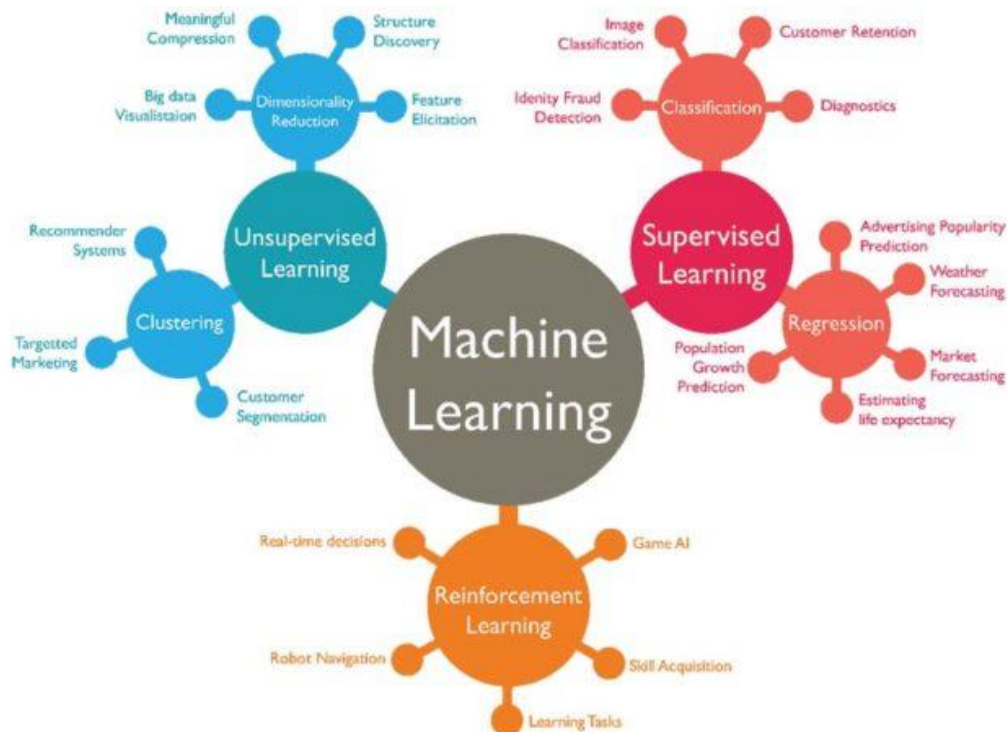 Meaningful
Compression
Structure
Discovery
Big data
Visualistaion
Dimensionality
Reduction
Feature
Elicitation
Unsupervised
Learning
Recommender
Systems
Clustering
Targetted
Marketing
Customer
Segmentation
Machine
Learning
Image
Classification
Customer Retention
Idenity Fraud
Detection
Classification
Diagnostics
Supervised
Learning
Advertising Popularity
Prediction
Weather
Forecasting
Regression
Population
Growth
Prediction
Market
Forecasting
Estimating
life expectancy
Real-time decisions
Game AI
Reinforcement
Learning
Robot Navigation
Skill Acquisition
Learning Tasks